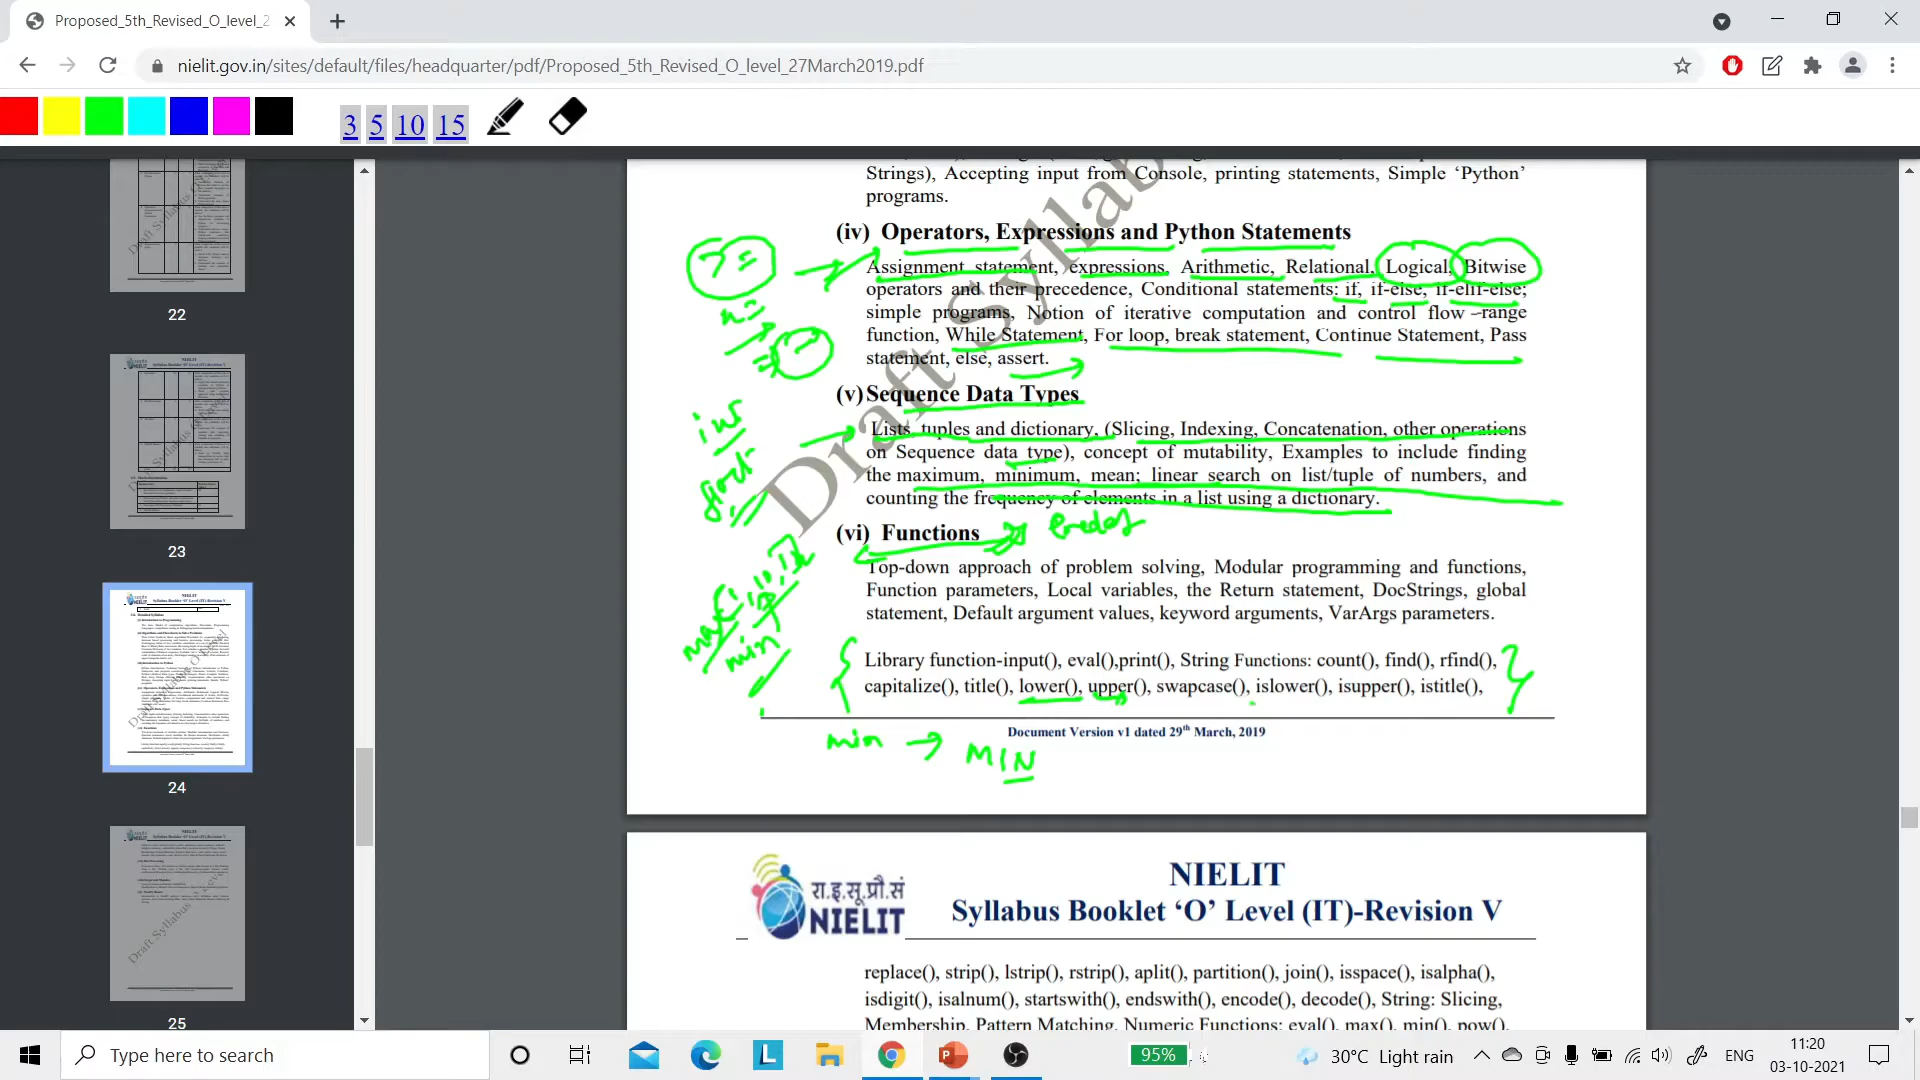 Proposed_5th_Revised_O_level_2
nielit.gov.in/sites/default/files/headquarter/pdf/Proposed_5th_Revised_O_level_27March2019.pdf
3 5 10 15
22
23
24
25
Draft Syllab
Strings), Accepting input from Console, printing statements, Simple ‘Python’
programs.
(iv) Operators, Expressions and Python Statements
Assignment statement, expressions, Arithmetic, Relational, Logical, Bitwise
operators and their precedence, Conditional statements: if, if-else, if-elif-else;
simple programs, Notion of iterative computation and control flow –range
function, While Statement, For loop, break statement, Continue Statement, Pass
statement, else, assert.
(v) Sequence Data Types
Lists, tuples and dictionary, (Slicing, Indexing, Concatenation, other operations
on Sequence data type), concept of mutability, Examples to include finding
the maximum, minimum, mean; linear search on list/tuple of numbers, and
counting the frequency of elements in a list using a dictionary.
(vi) Functions
Top-down approach of problem solving, Modular programming and functions,
Function parameters, Local variables, the Return statement, DocStrings, global
statement, Default argument values, keyword arguments, VarArgs parameters.
min
Library function-input(), eval(),print(), String Functions: count(), find(), rfind(),
capitalize(), title(), lower(), upper(), swapcase(), islower(), isupper(), istitle(),
Document Version v1 dated 29th March, 2019
min → MIN
रा.इ.सू.प्रौ.सं
NIELIT
NIELIT
Syllabus Booklet ‘O’ Level (IT)-Revision V
replace(), strip(), lstrip(), rstrip(), aplit(), partition(), join(), isspace(), isalpha(),
isdigit(), isalnum(), startswith(), endswith(), encode(), decode(), String: Slicing,
Membership, Pattern Matching, Numeric Functions: eval(), max(), min(), pow(),
Type here to search
95%
30°C Light rain
ENG
11:20
03-10-2021